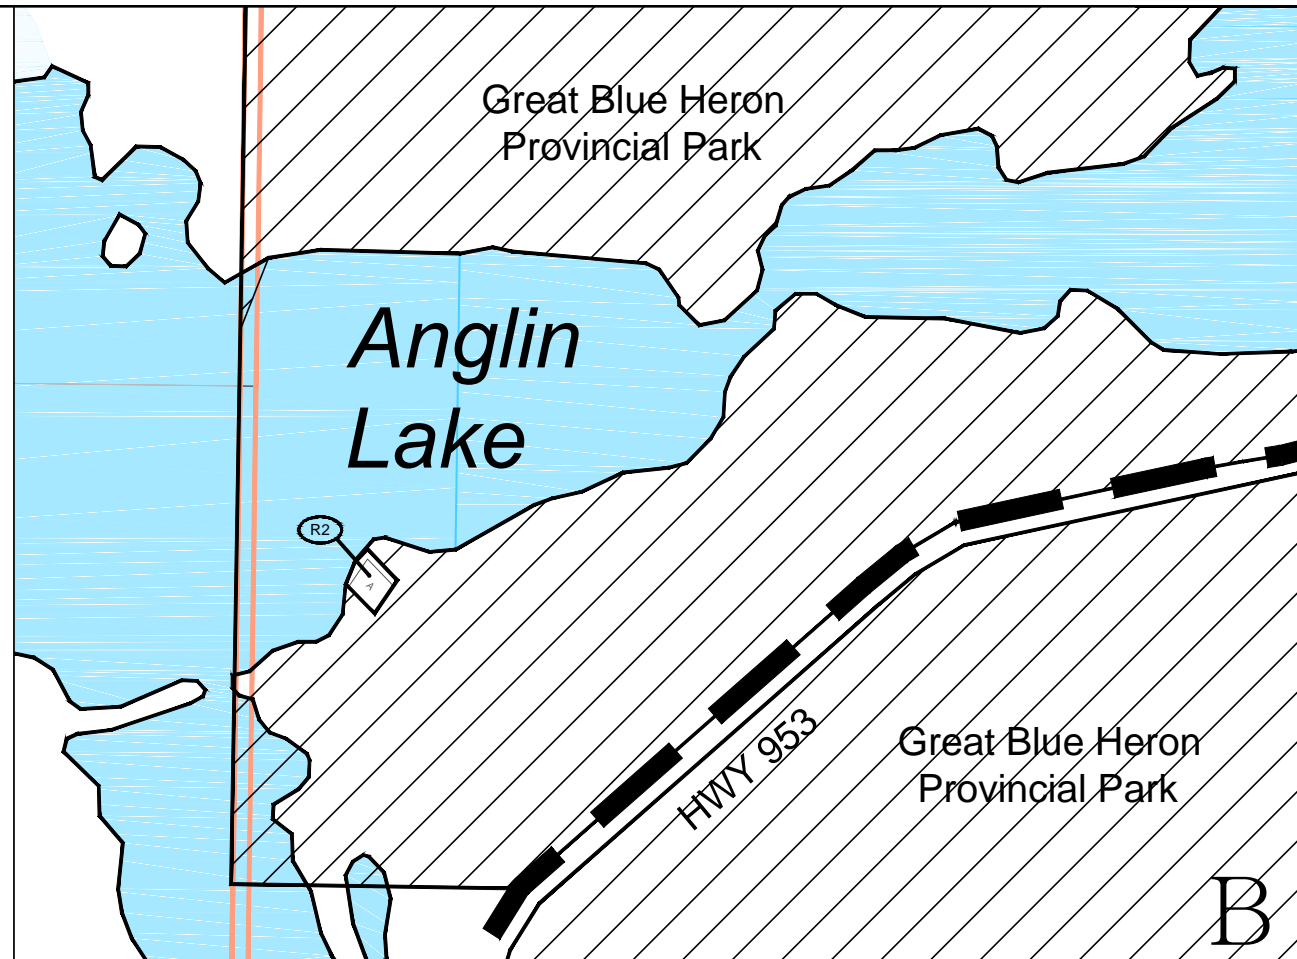 Great Blue Heron
Provincial Park
Anglin
Lake
R2
A
HWY 953
Great Blue Heron
Provincial Park
B